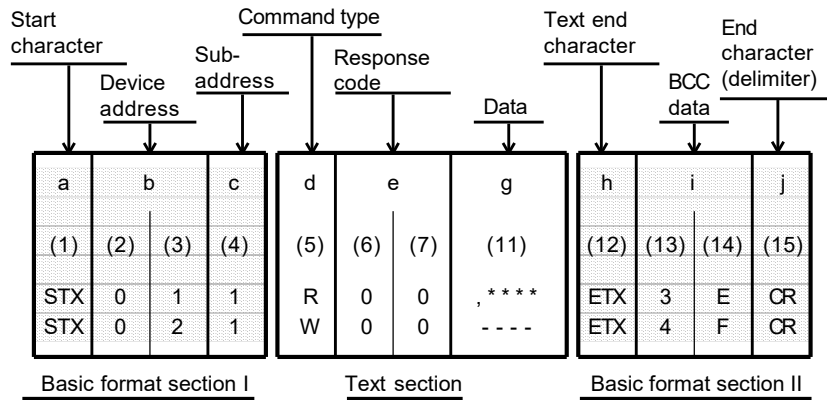 Start character
Command type
Text end character
End character (delimiter)
Sub-address
Response code
Device address
BCC data
Data
a b c d e g h i j
(1) (2) (3) (4) (5) (6) (7) (11) (12) (13) (14) (15)
STX 0 1 1 R 0 0 , * * * * ETX 3 E CR
STX 0 2 1 W 0 0 - - - - ETX 4 F CR
Basic format section I Text section Basic format section II